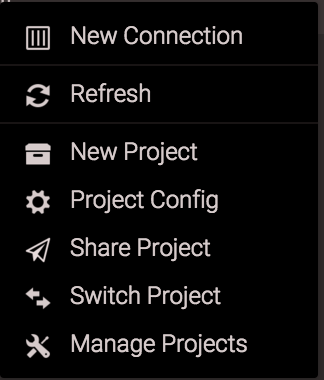 New Connection
Refresh
New Project
Project Config
Share Project
Switch Project
Manage Projects